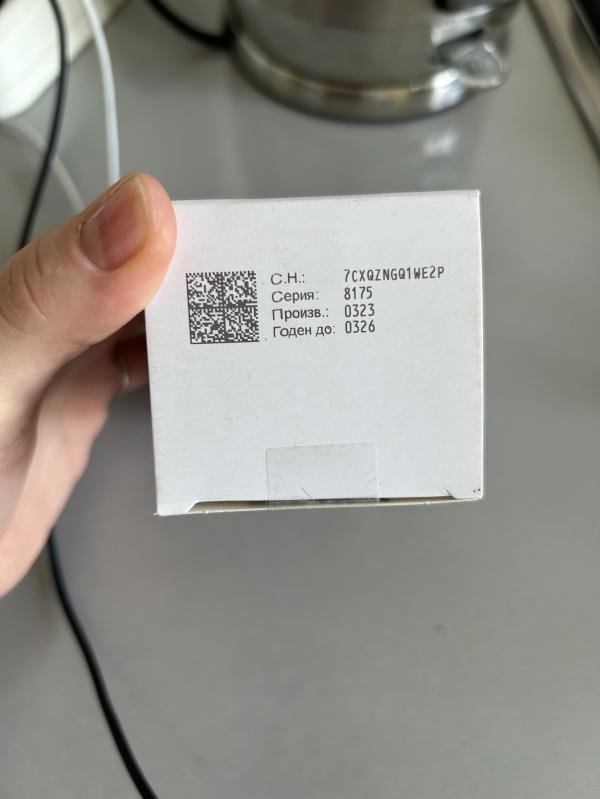 С.Н.: 7CXQZNGQ1WE2P
Серия: 8175
Произв.: 0323
Годен до: 0326